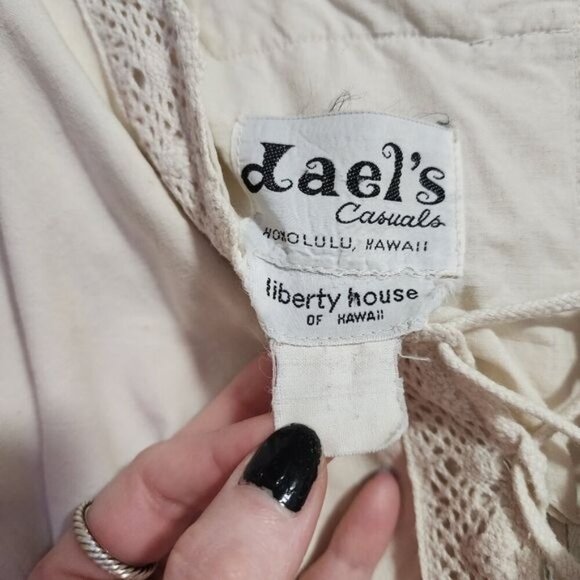 Lael's
Casuals
HONOLULU, HAWAII
liberty house
OF HAWAII